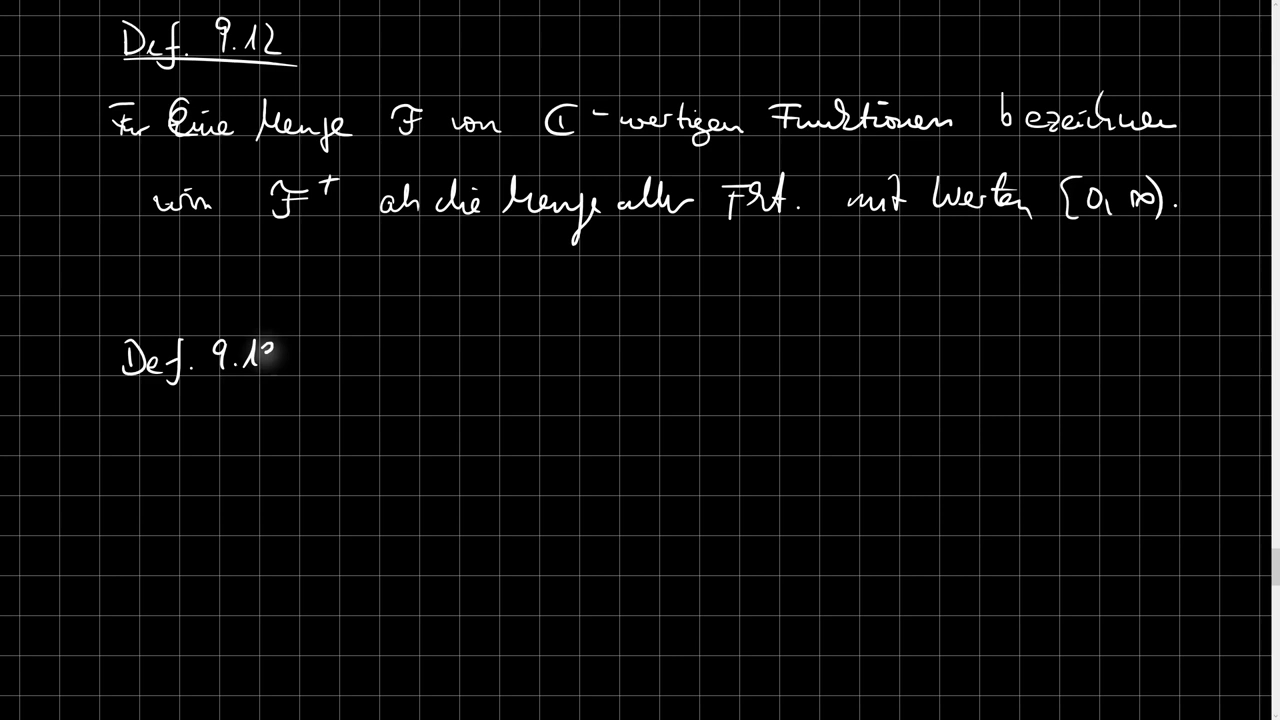 Def. 9.12
Für Eine Menge F von ℂ-wertigen Funktionen bezeichnen
wir F⁺ als die Menge aller Fkt. mit Werten [0, ∞).
Def. 9.1